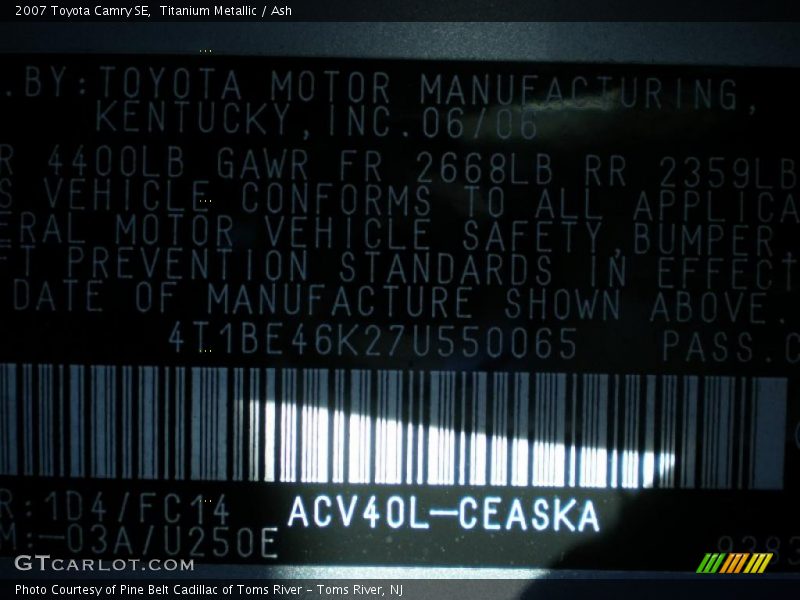 2007 Toyota Camry SE, Titanium Metallic / Ash
.BY:TOYOTA MOTOR MANUFACTURING,
KENTUCKY,INC.06/06
R 4400LB GAWR FR 2668LB RR 2359LB
S VEHICLE CONFORMS TO ALL APPLICA
ERAL MOTOR VEHICLE SAFETY,BUMPER
FT PREVENTION STANDARDS IN EFFECT
DATE OF MANUFACTURE SHOWN ABOVE.
4T1BE46K27U550065 PASS.C
R:1D4/FC14 ACV40L-CEASKA
M:-03A/U250E
GTcarlot.com
Photo Courtesy of Pine Belt Cadillac of Toms River - Toms River, NJ